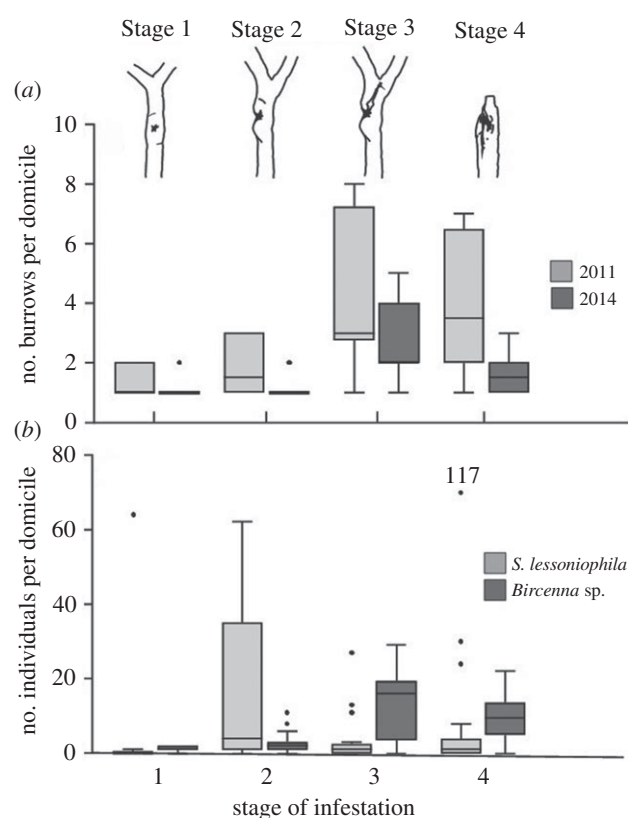 Stage 1 Stage 2 Stage 3 Stage 4
(a)
10
8
6
4
2
0
no. burrows per domicile
2011
2014
(b)
80
60
40
20
0
no. individuals per domicile
117
S. lessoniophila
Bircenna sp.
1 2 3 4
stage of infestation